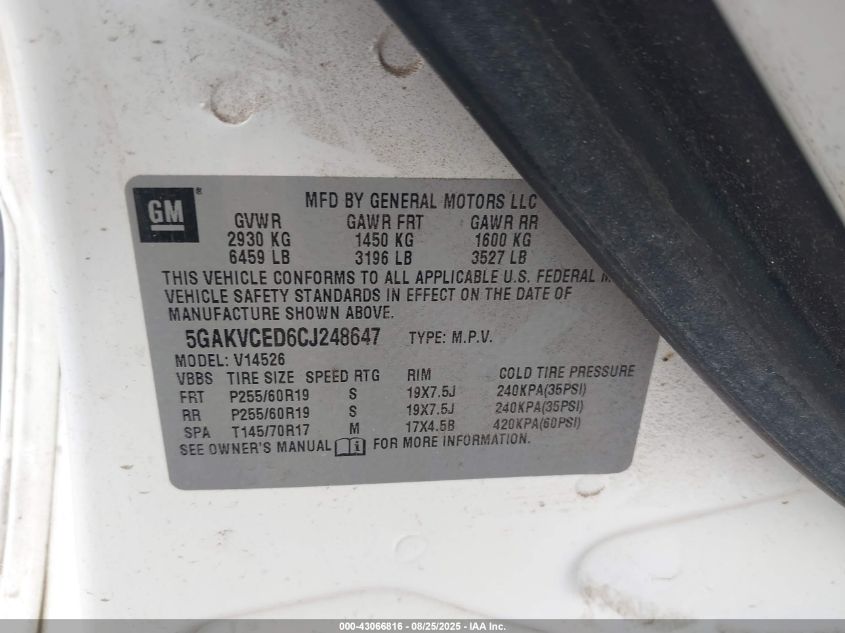 GM®
MFD BY GENERAL MOTORS LLC
GVWR GAWR FRT GAWR RR
2930 KG 1450 KG 1600 KG
6459 LB 3196 LB 3527 LB
THIS VEHICLE CONFORMS TO ALL APPLICABLE U.S. FEDERAL
VEHICLE SAFETY STANDARDS IN EFFECT ON THE DATE OF
MANUFACTURE SHOWN ABOVE.
5GAKVCED6CJ248647 TYPE: M.P.V.
MODEL: V14526
VBBS TIRE SIZE SPEED RTG RIM COLD TIRE PRESSURE
FRT P255/60R19 S 19X7.5J 240KPA(35PSI)
RR P255/60R19 S 19X7.5J 240KPA(35PSI)
SPA T145/70R17 M 17X4.5B 420KPA(60PSI)
SEE OWNER'S MANUAL FOR MORE INFORMATION.
000-43066816 - 08/25/2025 - IAA Inc.